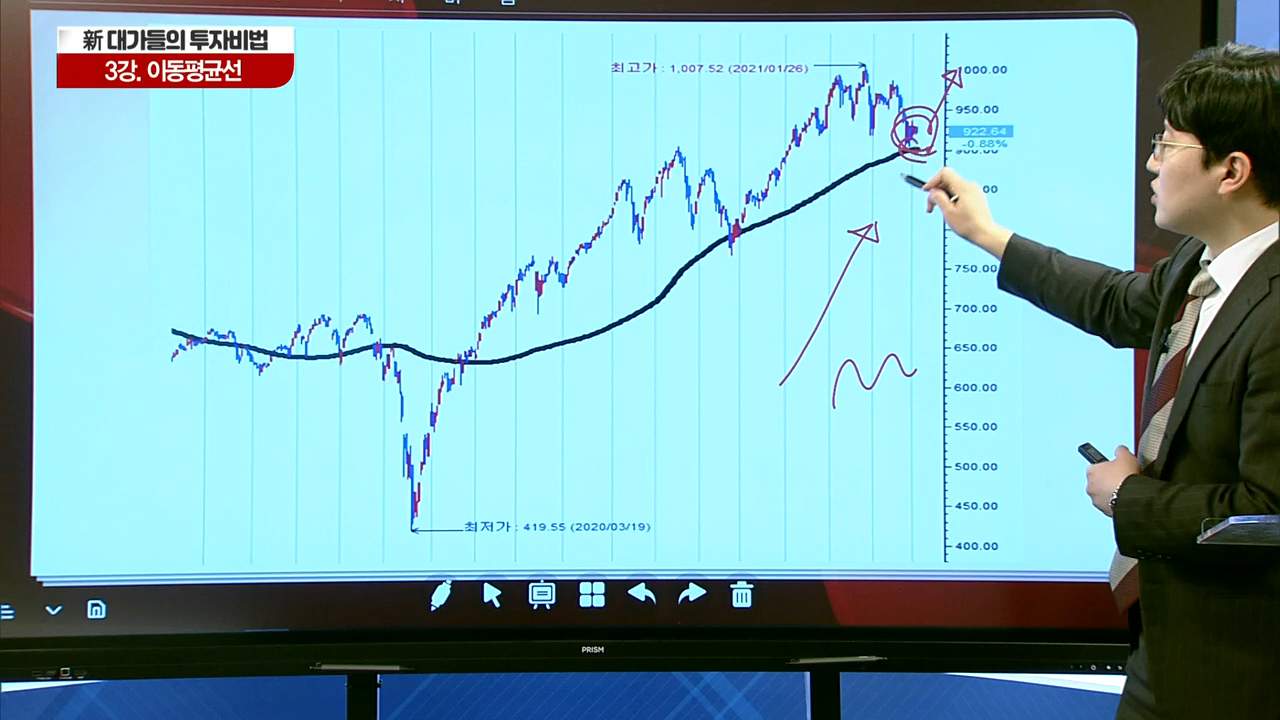 新 대가들의 투자비법
3강. 이동평균선
최고가 : 1,007.52 (2021/01/26)
1000.00
950.00
922.64
-0.88%
900.00
750.00
700.00
650.00
600.00
550.00
500.00
450.00
400.00
최저가 : 419.55 (2020/03/19)
PRISM